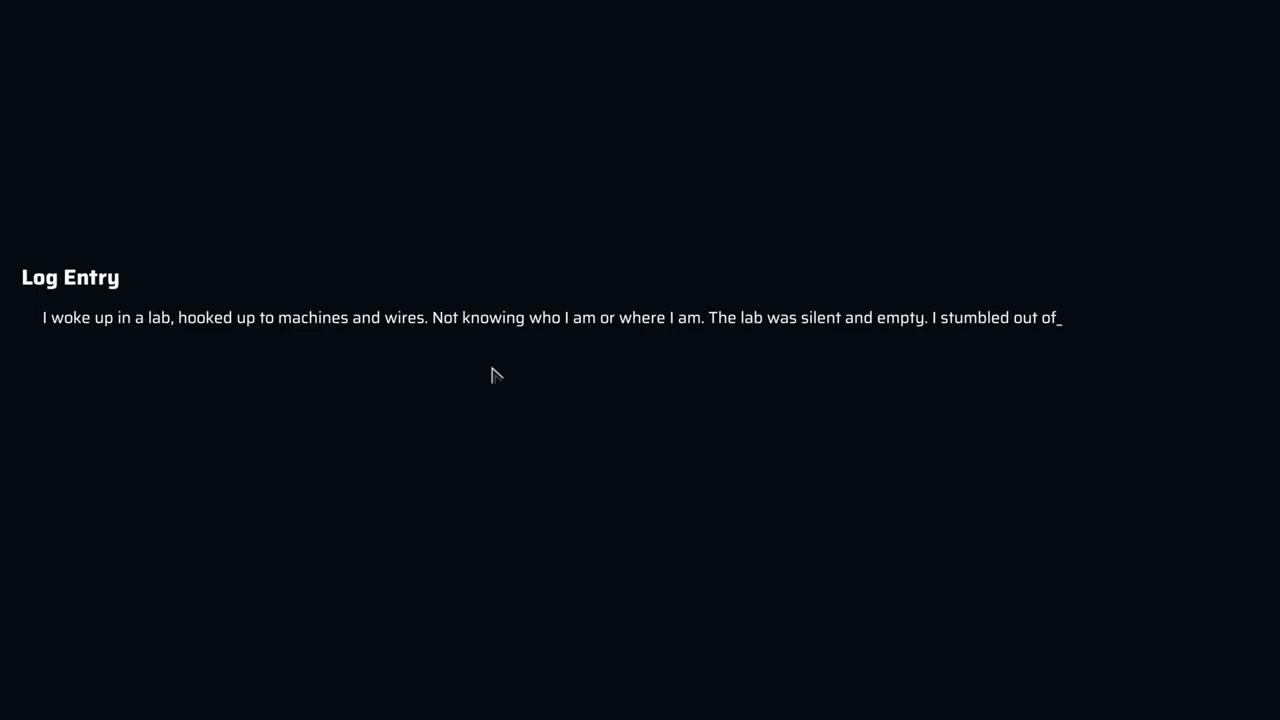 Log Entry
I woke up in a lab, hooked up to machines and wires. Not knowing who I am or where I am. The lab was silent and empty. I stumbled out of_